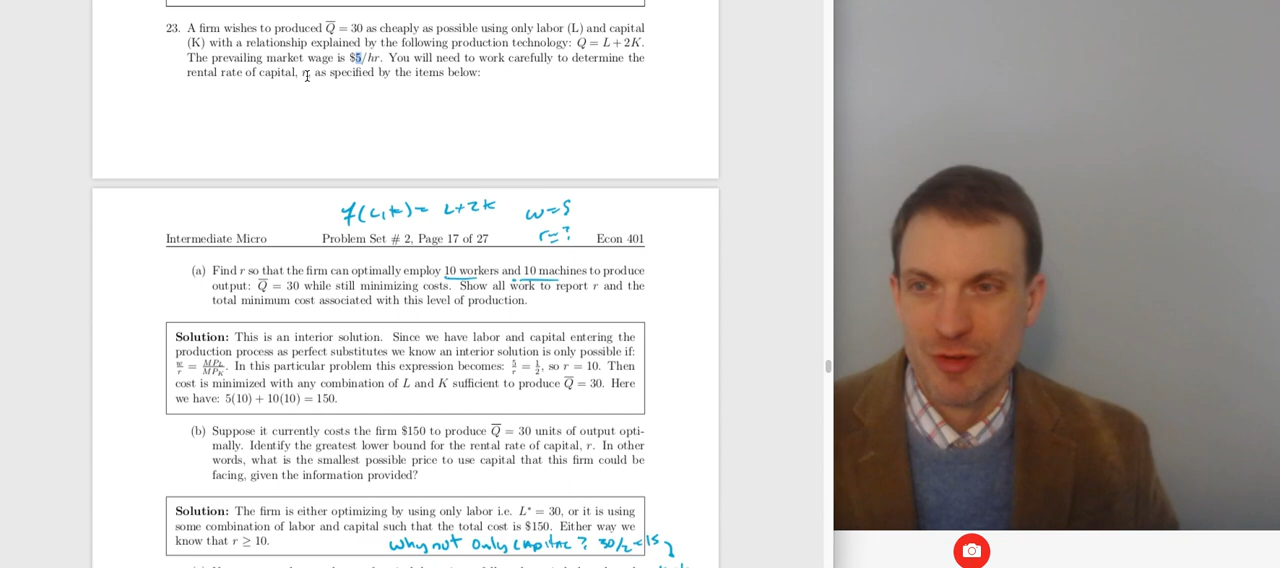 23. A firm wishes to produced Q̅ = 30 as cheaply as possible using only labor (L) and capital
(K) with a relationship explained by the following production technology: Q = L + 2K.
The prevailing market wage is $5/hr. You will need to work carefully to determine the
rental rate of capital, r, as specified by the items below:
f(L,K) = L+2K w=5
r=?
Intermediate Micro Problem Set # 2, Page 17 of 27 Econ 401
(a) Find r so that the firm can optimally employ 10 workers and 10 machines to produce
output: Q̅ = 30 while still minimizing costs. Show all work to report r and the
total minimum cost associated with this level of production.
Solution: This is an interior solution. Since we have labor and capital entering the
production process as perfect substitutes we know an interior solution is only possible if:
w/r = MP_L/MP_K. In this particular problem this expression becomes: 5/r = 1/2, so r = 10. Then
cost is minimized with any combination of L and K sufficient to produce Q̅ = 30. Here
we have: 5(10) + 10(10) = 150.
(b) Suppose it currently costs the firm $150 to produce Q̅ = 30 units of output opti-
mally. Identify the greatest lower bound for the rental rate of capital, r. In other
words, what is the smallest possible price to use capital that this firm could be
facing, given the information provided?
Solution: The firm is either optimizing by using only labor i.e. L* = 30, or it is using
some combination of labor and capital such that the total cost is $150. Either way we
know that r ≥ 10.
Why not only capital? 30/2 = 15